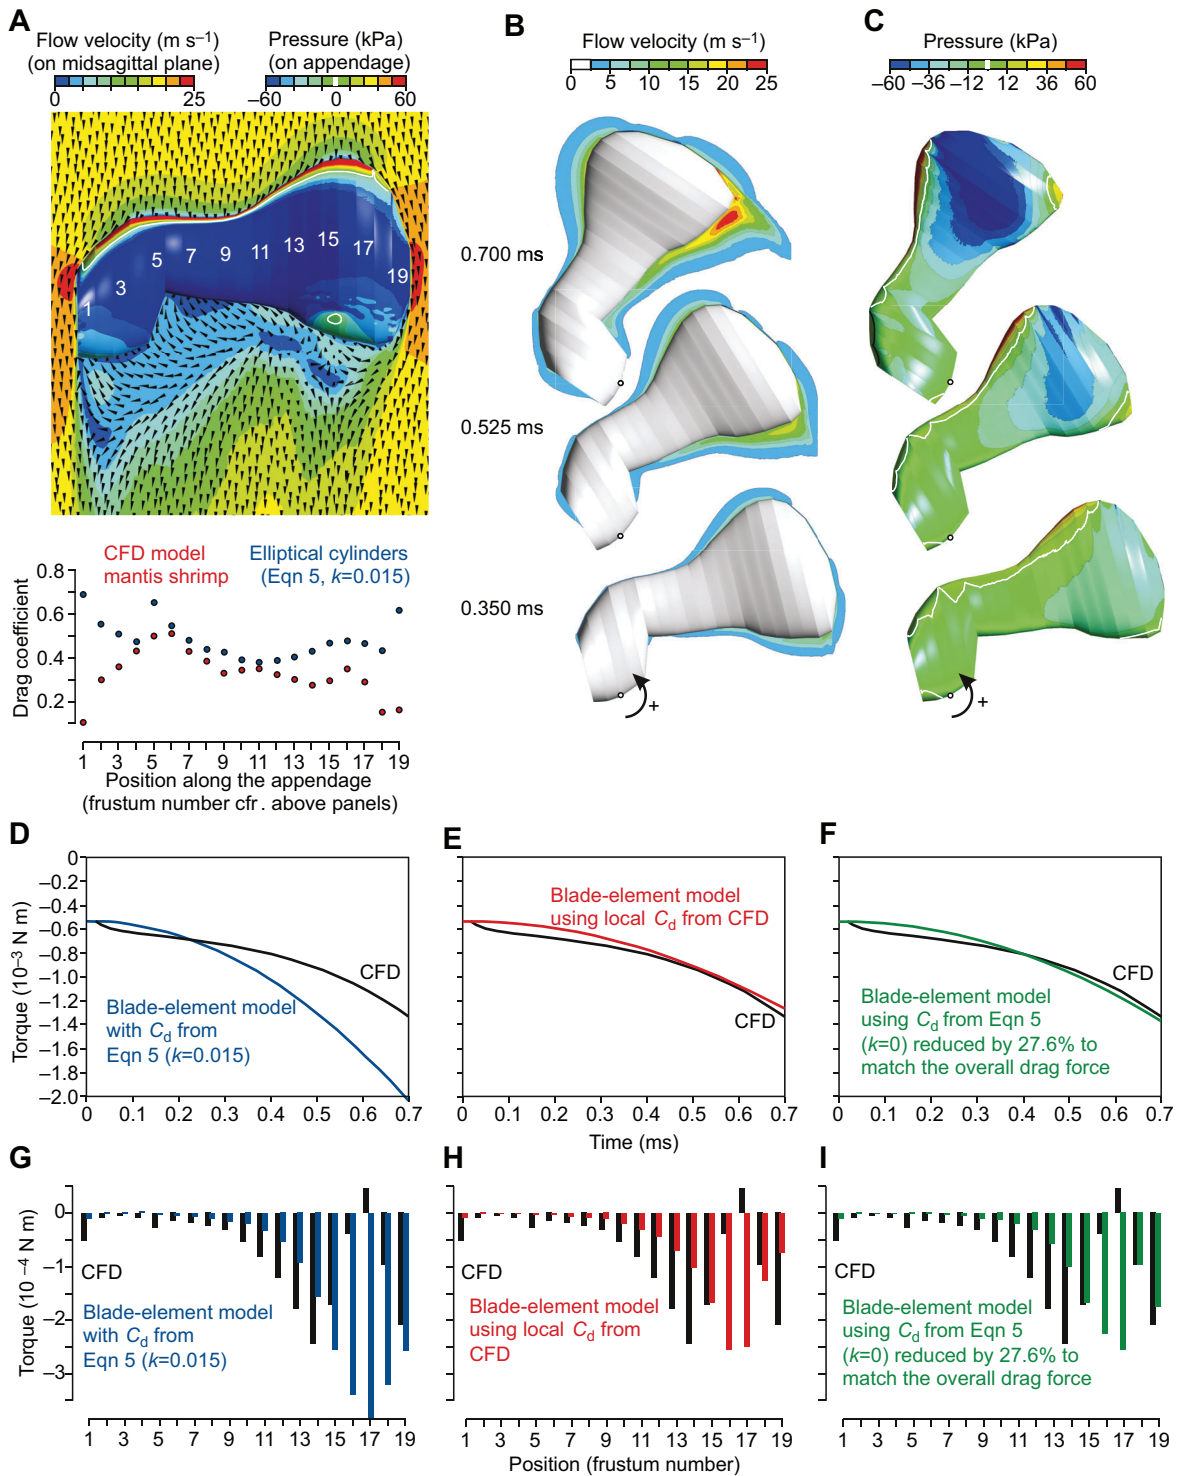 A
Flow velocity (m s–1)
(on midsagittal plane)
0 25
Pressure (kPa)
(on appendage)
–60 0 60
1 3 5 7 9 11 13 15 17 19
CFD model
mantis shrimp
Elliptical cylinders
(Eqn 5, k=0.015)
Drag coefficient
0.8
0.6
0.4
0.2
1 3 5 7 9 11 13 15 17 19
Position along the appendage
(frustum number cfr. above panels)
B
Flow velocity (m s–1)
0 5 10 15 20 25
0.700 ms
0.525 ms
0.350 ms
+
C
Pressure (kPa)
–60 –36 –12 12 36 60
+
D
Torque (10–3 N m)
0
–0.2
–0.4
–0.6
–0.8
–1.0
–1.2
–1.4
–1.6
–1.8
–2.0
CFD
Blade-element model
with Cd from
Eqn 5 (k=0.015)
0 0.1 0.2 0.3 0.4 0.5 0.6 0.7
E
Blade-element model
using local Cd from CFD
CFD
0 0.1 0.2 0.3 0.4 0.5 0.6 0.7
Time (ms)
F
CFD
Blade-element model
using Cd from Eqn 5
(k=0) reduced by 27.6% to
match the overall drag force
0 0.1 0.2 0.3 0.4 0.5 0.6 0.7
G
Torque (10–4 N m)
0
–1
–2
–3
CFD
Blade-element model
with Cd from
Eqn 5 (k=0.015)
1 3 5 7 9 11 13 15 17 19
H
CFD
Blade-element model
using local Cd from
CFD
1 3 5 7 9 11 13 15 17 19
Position (frustum number)
I
CFD
Blade-element model
using Cd from Eqn 5
(k=0) reduced by 27.6% to
match the overall drag force
1 3 5 7 9 11 13 15 17 19